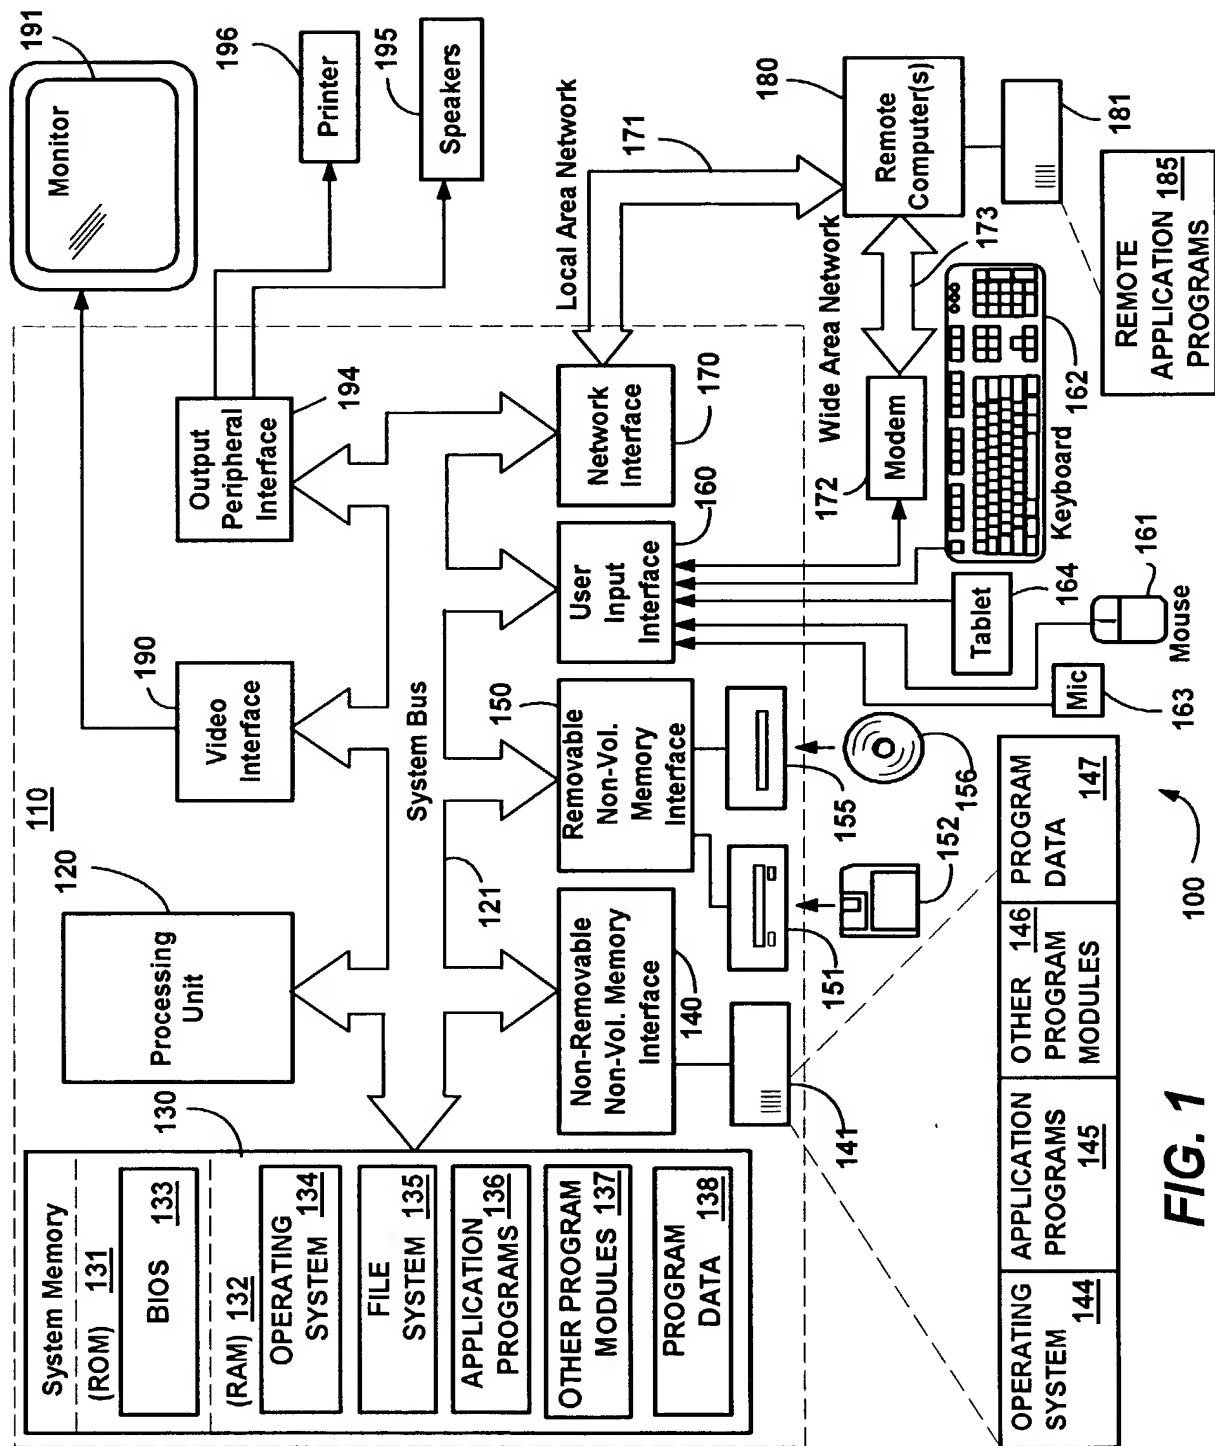 110
System Memory
(ROM) 131
BIOS
133
(RAM) 132
OPERATING
SYSTEM 134
FILE
SYSTEM 135
APPLICATION
PROGRAMS 136
OTHER PROGRAM
MODULES 137
PROGRAM
DATA 138
130
120
Processing
Unit
190
Video
Interface
Output
Peripheral
Interface
194
191
Monitor
196
Printer
195
Speakers
System Bus
121
Non-Removable
Non-Vol. Memory
Interface 140
150
Removable
Non-Vol.
Memory
Interface
User
Input
Interface
160
Network
Interface
170
Local Area Network
171
141
151
152
155
156
172
Modem
Wide Area Network
173
180
Remote
Computer(s)
181
REMOTE
APPLICATION
PROGRAMS 185
Keyboard
162
Tablet
164
Mic
163
161
Mouse
OPERATING
SYSTEM 144
APPLICATION
PROGRAMS
145
OTHER 146
PROGRAM
MODULES
PROGRAM
DATA 147
100
FIG. 1